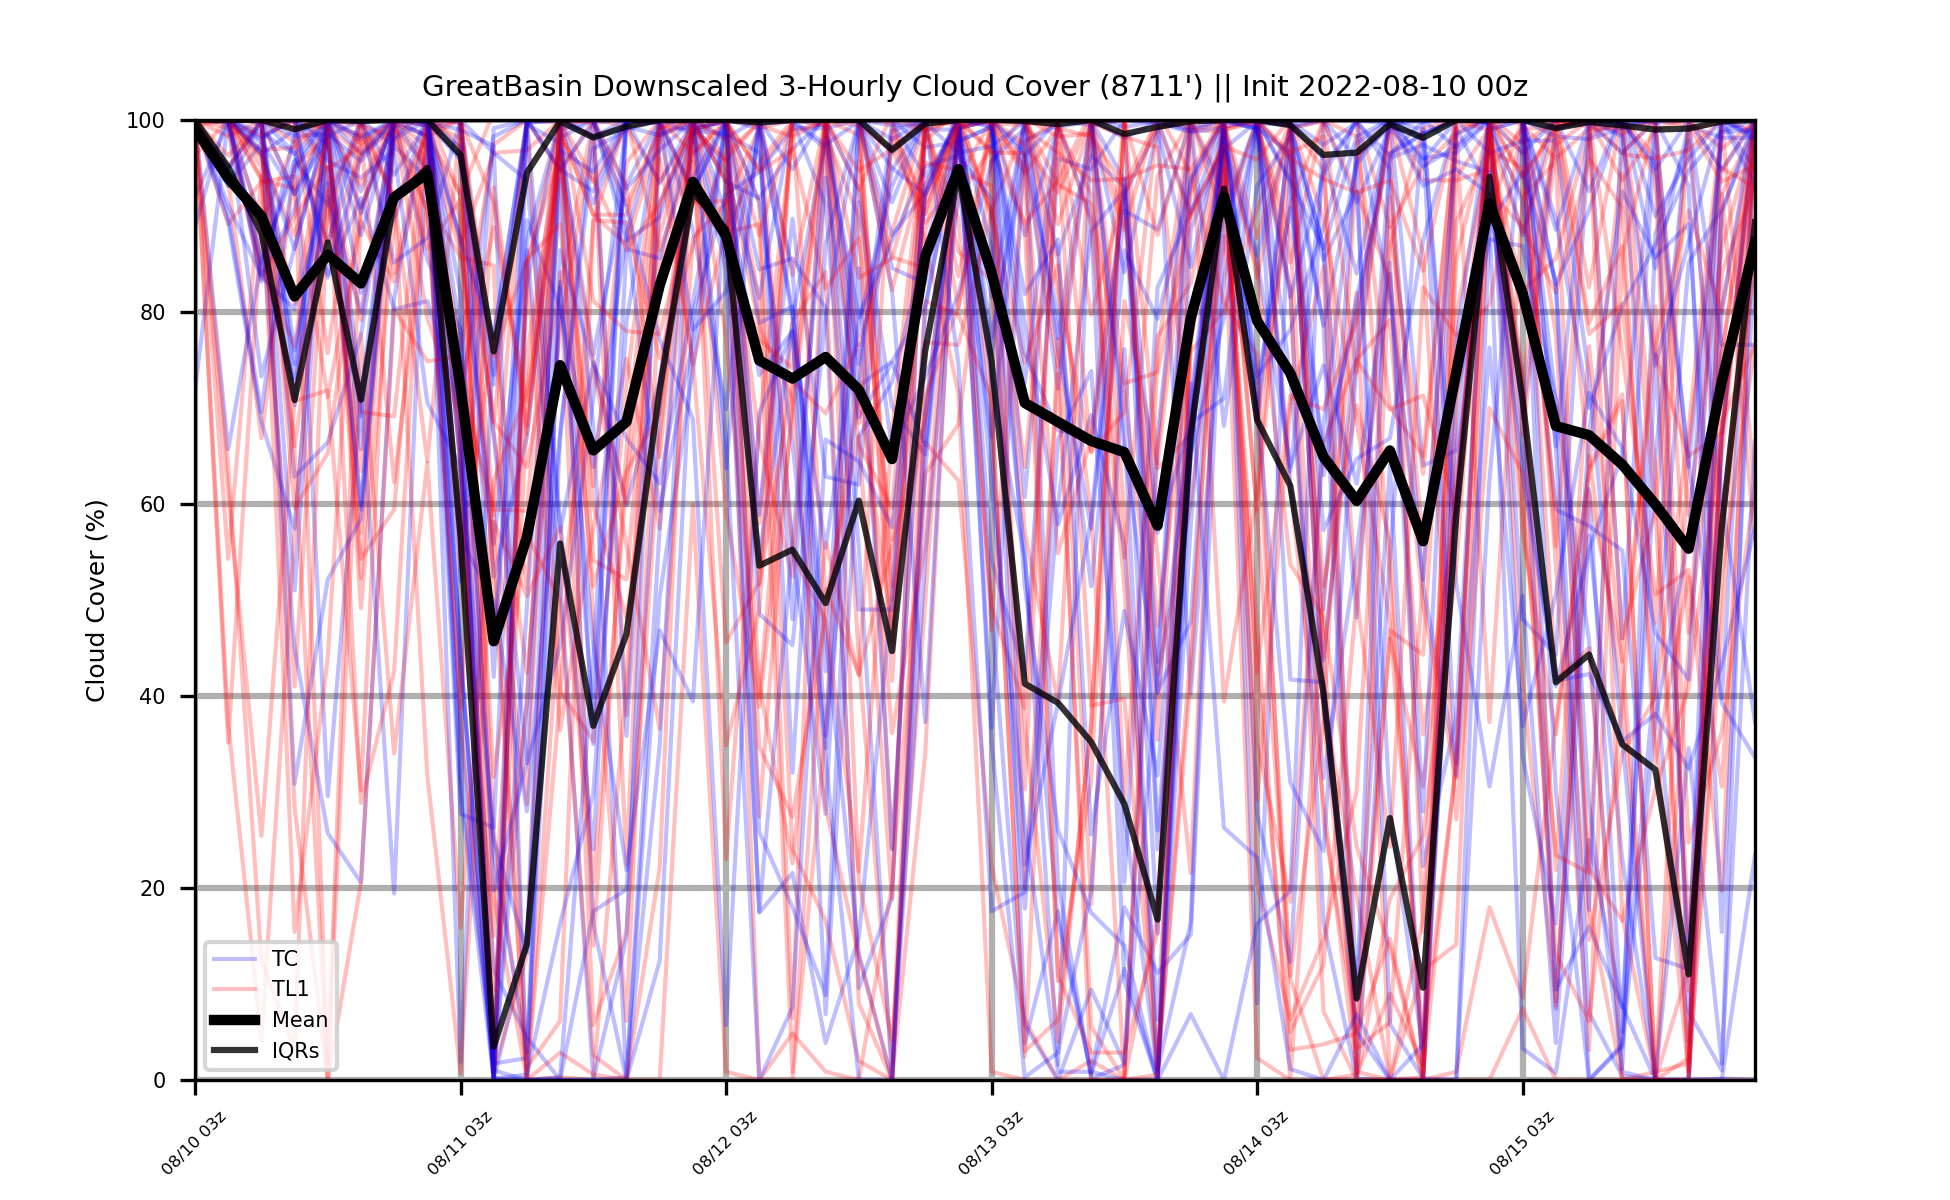 GreatBasin Downscaled 3-Hourly Cloud Cover (8711') || Init 2022-08-10 00z
Cloud Cover (%)
100
80
60
40
20
0
TC
TL1
Mean
IQRs
08/10 03z
08/11 03z
08/12 03z
08/13 03z
08/14 03z
08/15 03z